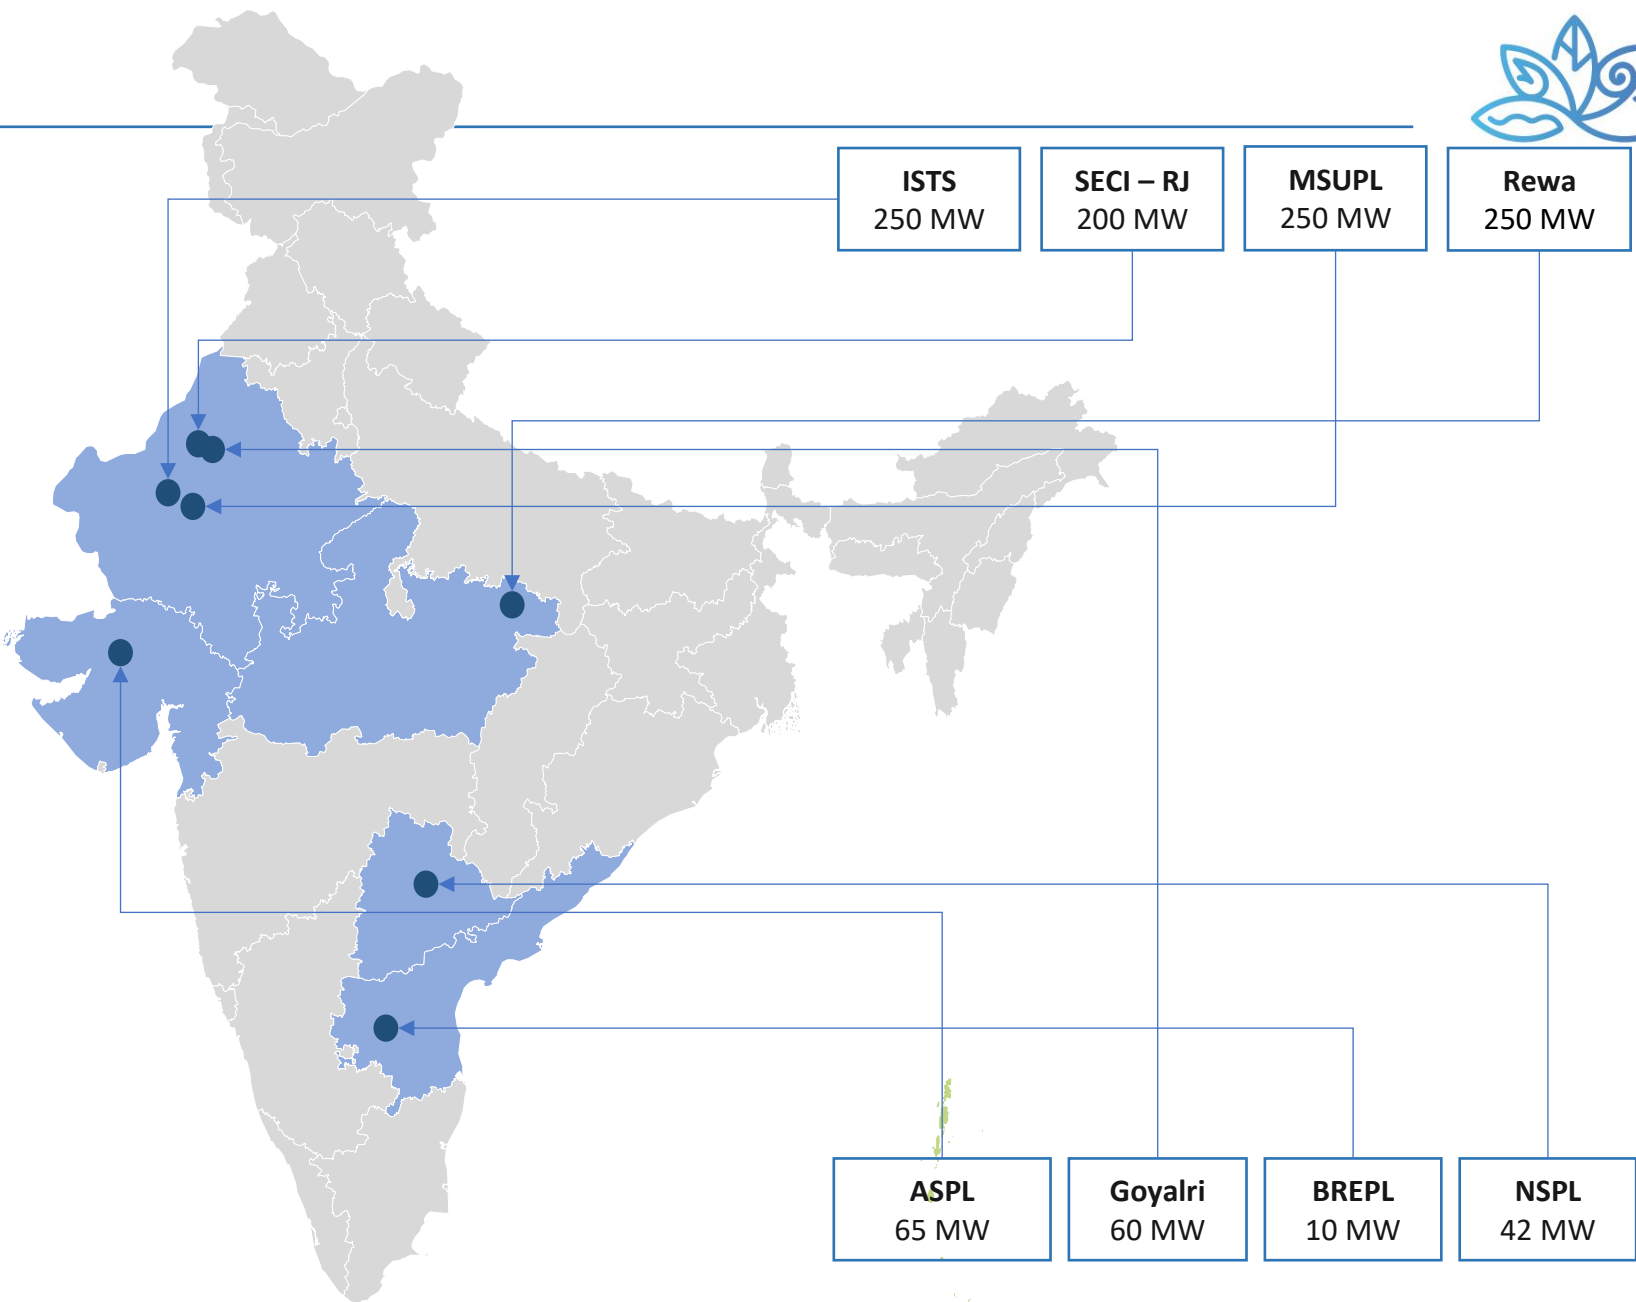 ISTS
250 MW
SECI – RJ
200 MW
MSUPL
250 MW
Rewa
250 MW
ASPL
65 MW
Goyalri
60 MW
BREPL
10 MW
NSPL
42 MW